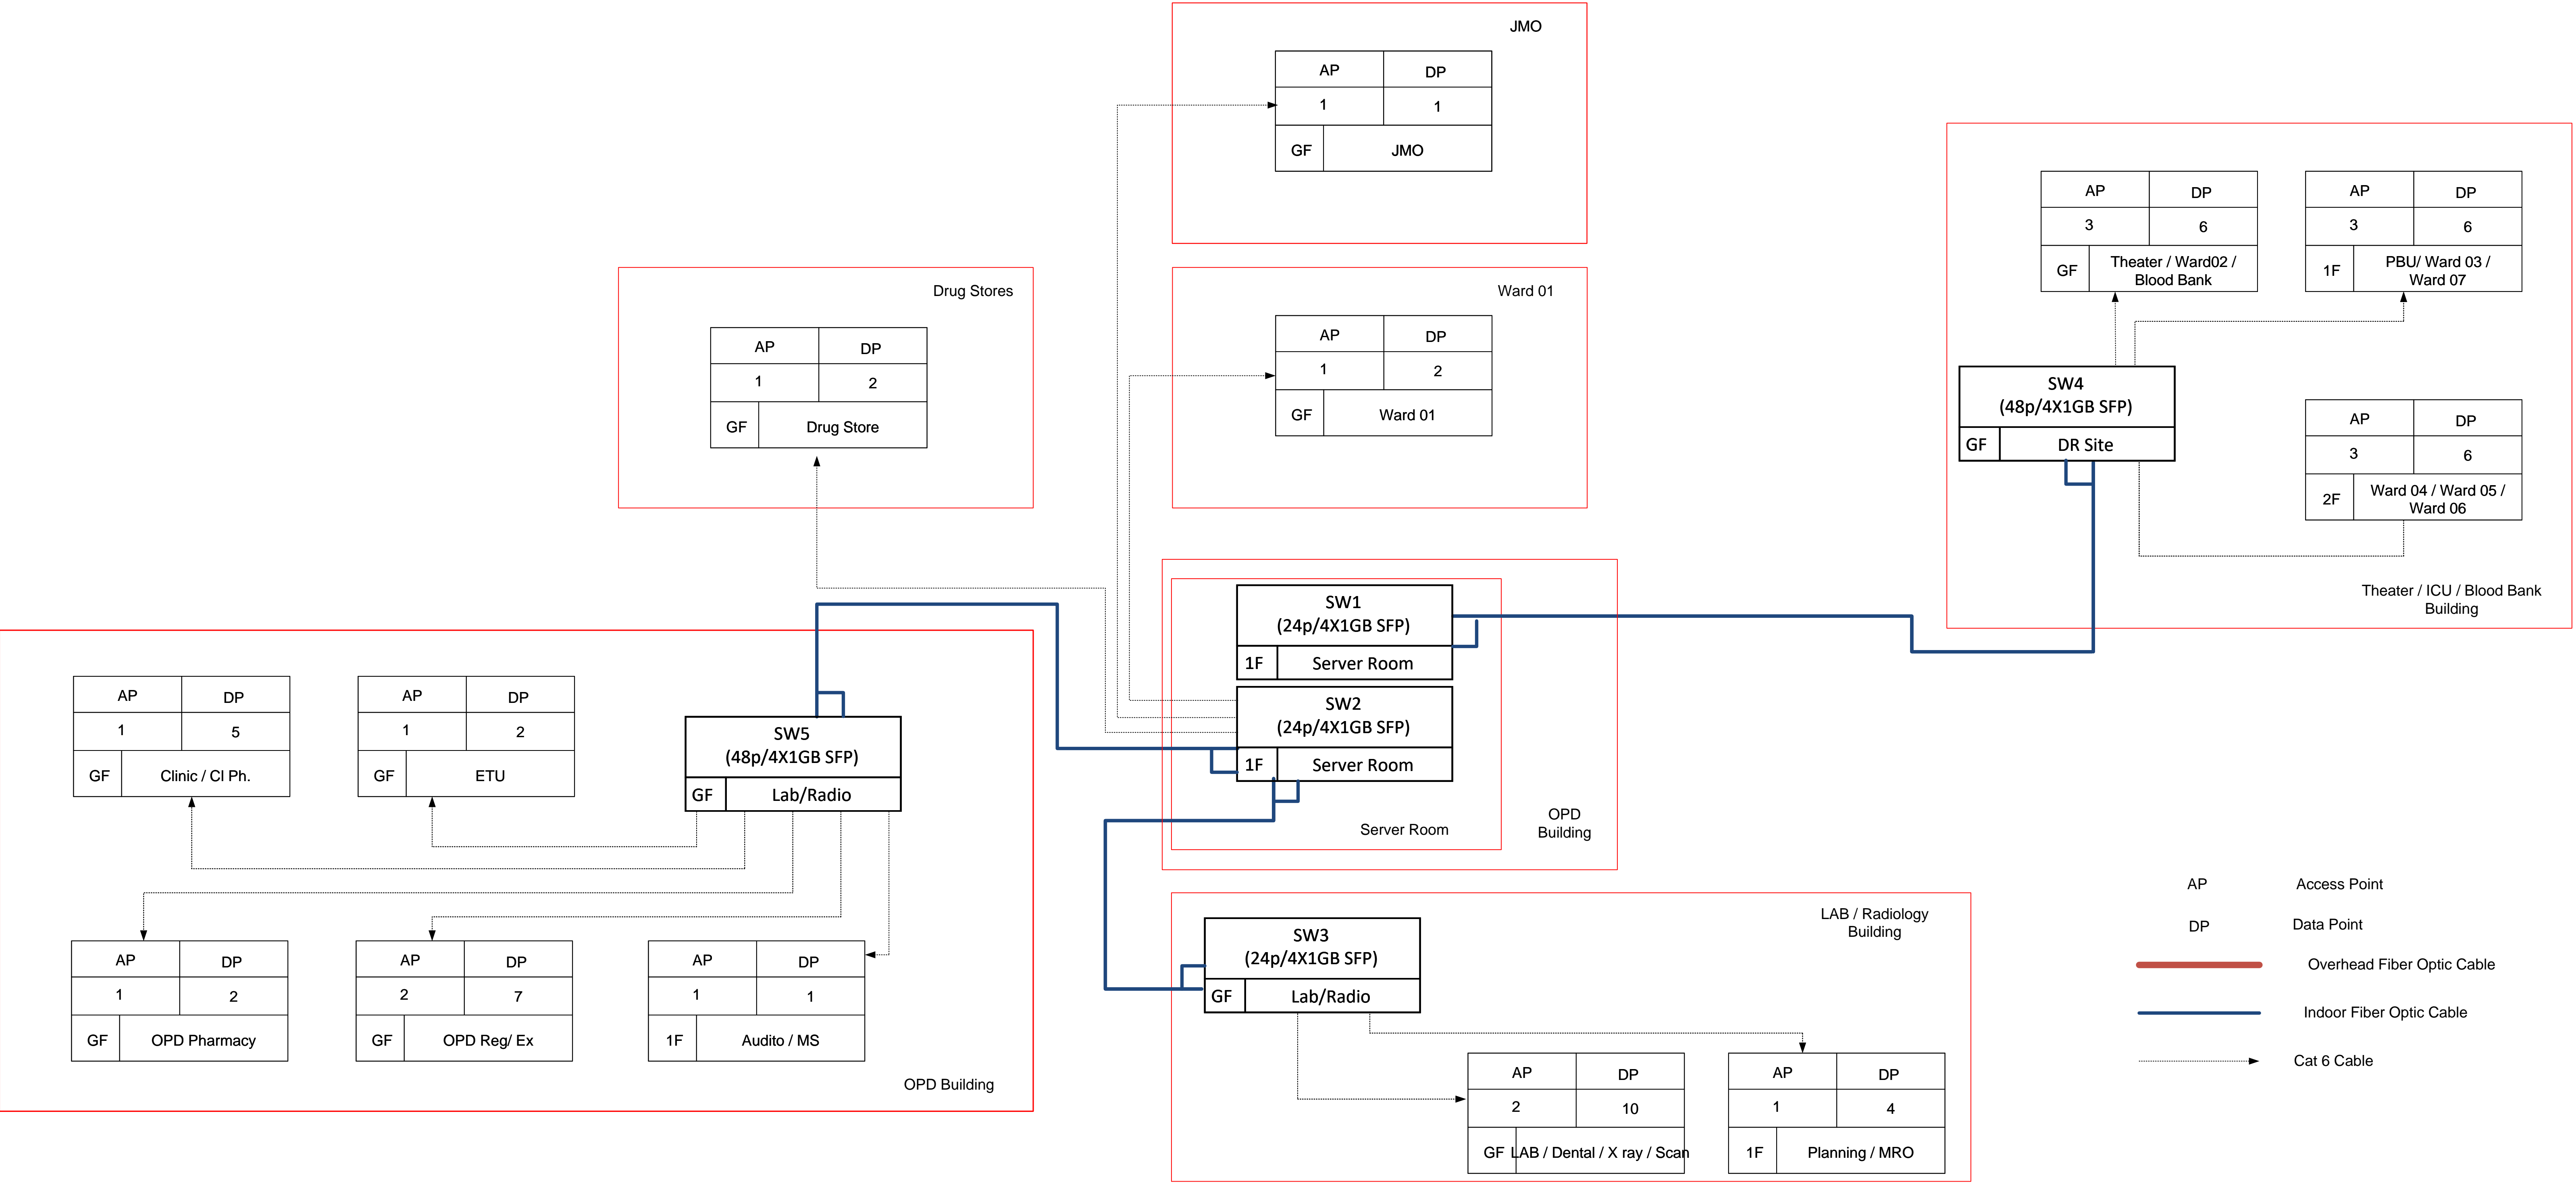 JMO
AP DP
1 1
GF JMO
Drug Stores
AP DP
1 2
GF Drug Store
Ward 01
AP DP
1 2
GF Ward 01
AP DP
3 6
GF Theater / Ward02 /
Blood Bank
AP DP
3 6
1F PBU/ Ward 03 /
Ward 07
SW4
(48p/4X1GB SFP)
GF DR Site
AP DP
3 6
2F Ward 04 / Ward 05 /
Ward 06
Theater / ICU / Blood Bank
Building
SW1
(24p/4X1GB SFP)
1F Server Room
SW2
(24p/4X1GB SFP)
1F Server Room
Server Room
OPD
Building
AP DP
1 5
GF Clinic / Cl Ph.
AP DP
1 2
GF ETU
SW5
(48p/4X1GB SFP)
GF Lab/Radio
AP DP
1 2
GF OPD Pharmacy
AP DP
2 7
GF OPD Reg/ Ex
AP DP
1 1
1F Audito / MS
OPD Building
LAB / Radiology
Building
SW3
(24p/4X1GB SFP)
GF Lab/Radio
AP DP
2 10
GF LAB / Dental / X ray / Scan
AP DP
1 4
1F Planning / MRO
AP Access Point
DP Data Point
Overhead Fiber Optic Cable
Indoor Fiber Optic Cable
Cat 6 Cable